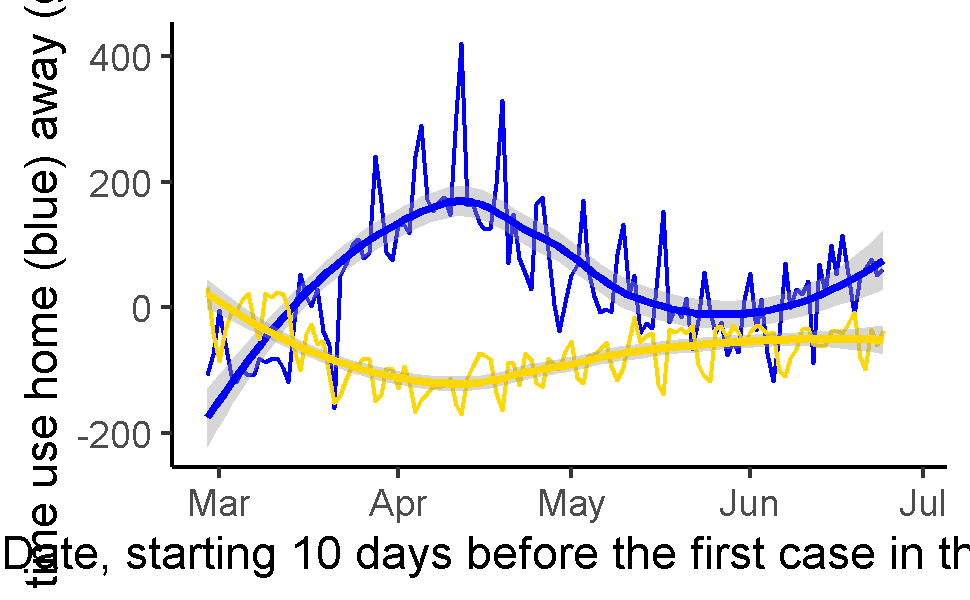 time use home (blue) away (
400
200
0
-200
Mar Apr May Jun Jul
Date, starting 10 days before the first case in th